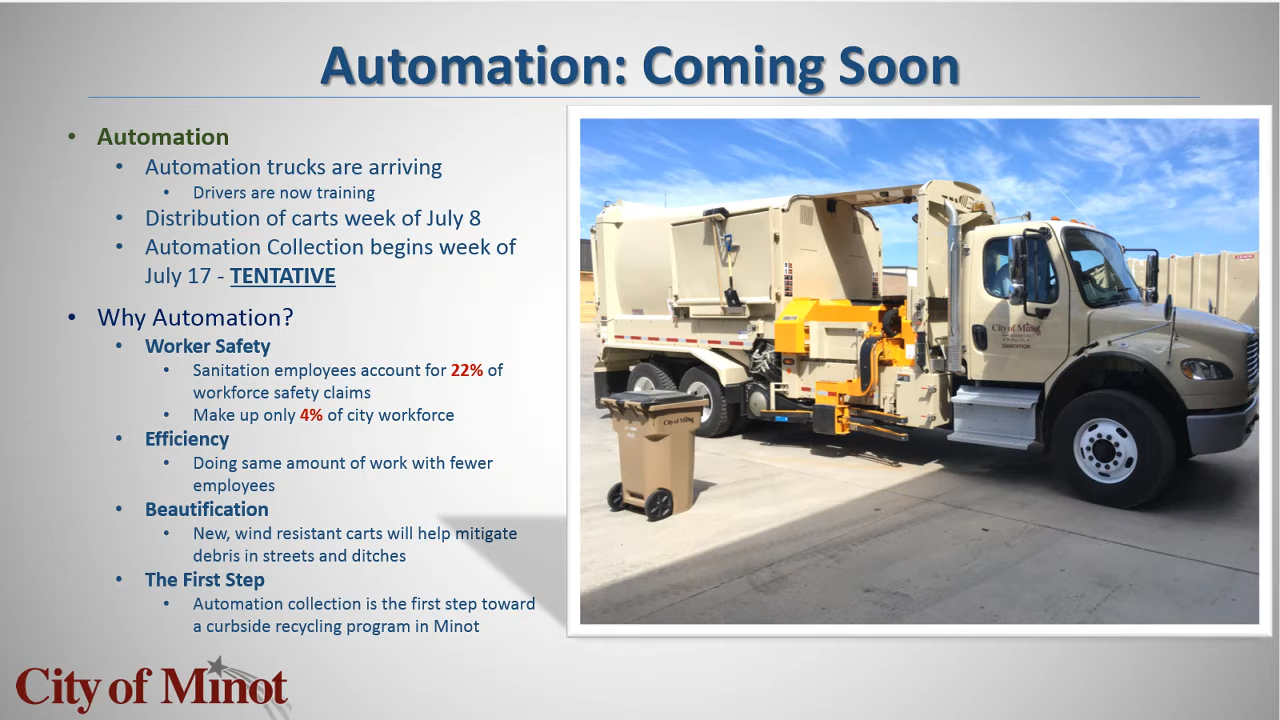 Automation: Coming Soon
• Automation
• Automation trucks are arriving
• Drivers are now training
• Distribution of carts week of July 8
• Automation Collection begins week of
July 17 - TENTATIVE
• Why Automation?
• Worker Safety
• Sanitation employees account for 22% of
workforce safety claims
• Make up only 4% of city workforce
• Efficiency
• Doing same amount of work with fewer
employees
• Beautification
• New, wind resistant carts will help mitigate
debris in streets and ditches
• The First Step
• Automation collection is the first step toward
a curbside recycling program in Minot
City of Minot
SANITATION
City of Minot
City of Minot